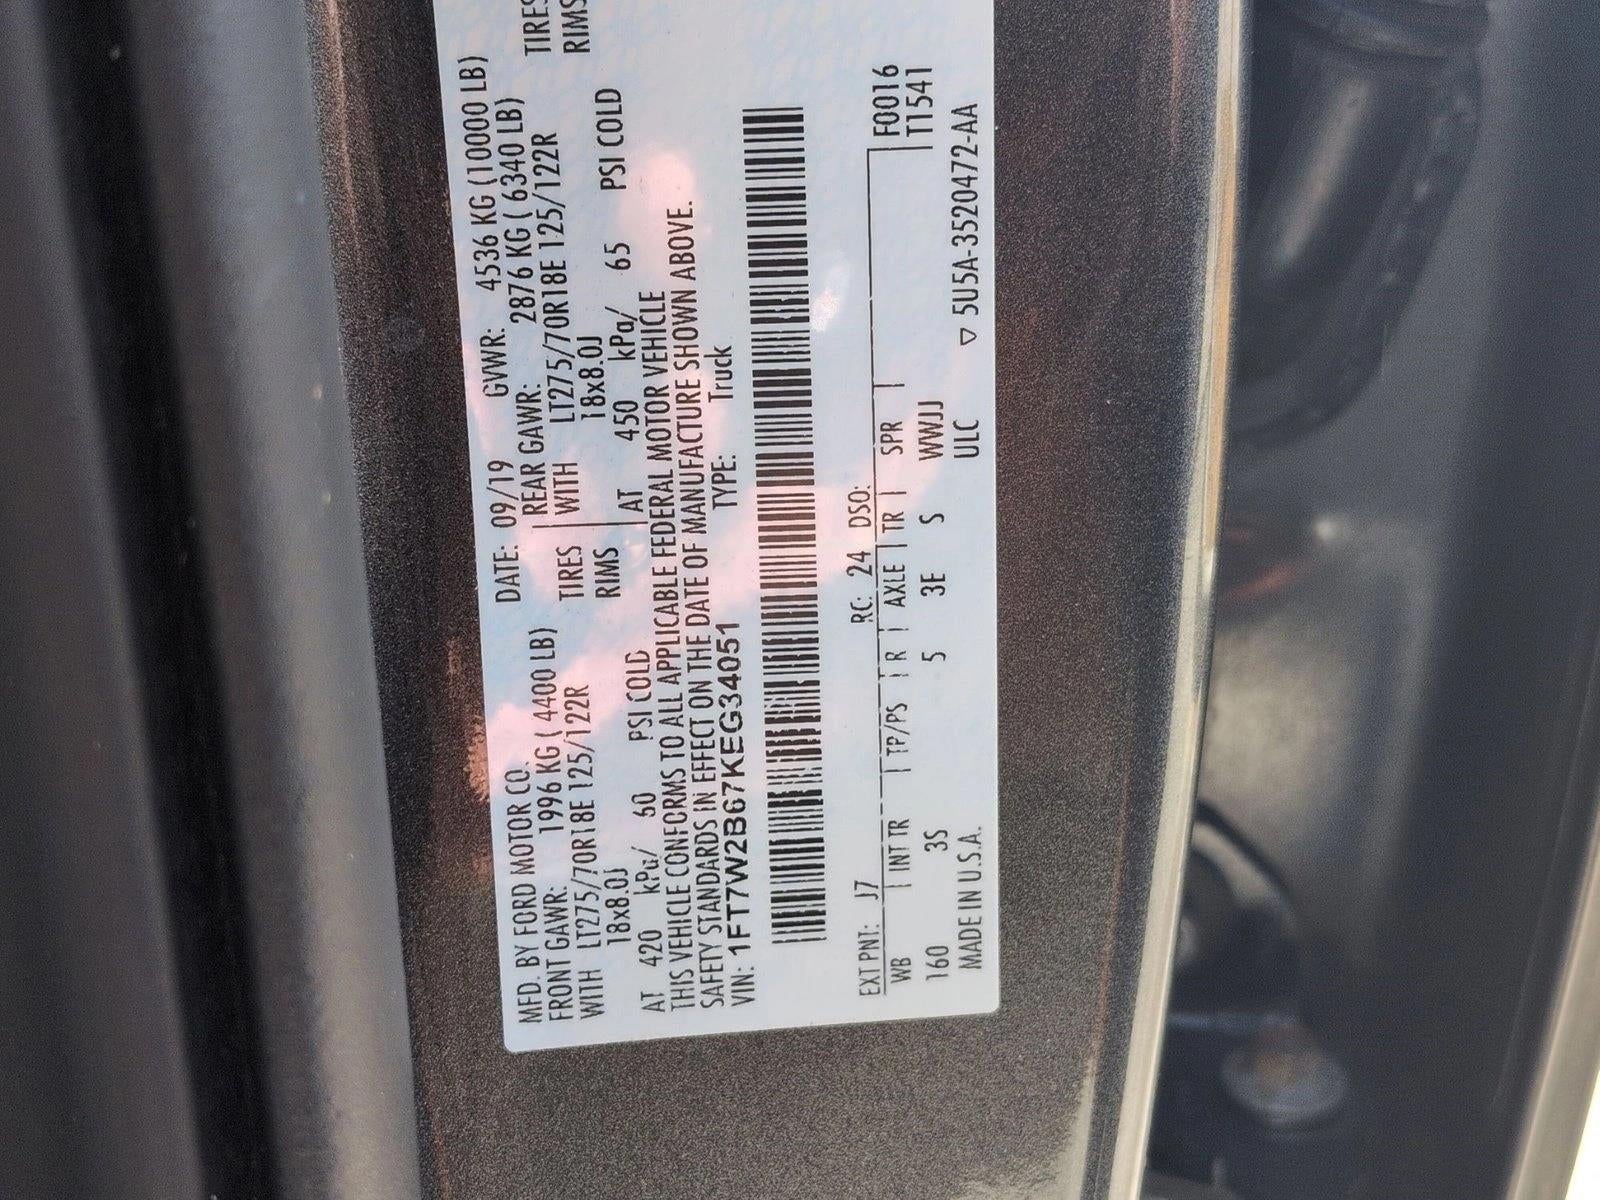 MFD. BY FORD MOTOR CO. DATE: 09/19 GVWR: 4536 KG (10000 LB)
FRONT GAWR: 1996 KG ( 4400 LB) REAR GAWR: 2876 KG ( 6340 LB)
WITH LT275/70R18E 125/122R TIRES WITH LT275/70R18E 125/122R TIRES
18x8.0J RIMS 18x8.0J RIMS
AT 420 kPa/ 60 PSI COLD AT 450 kPa/ 65 PSI COLD
THIS VEHICLE CONFORMS TO ALL APPLICABLE FEDERAL MOTOR VEHICLE
SAFETY STANDARDS IN EFFECT ON THE DATE OF MANUFACTURE SHOWN ABOVE.
VIN: 1FT7W2B67KEG34051 TYPE: Truck
EXT PNT: J7 RC: 24 DSO: F0016
WB INT TR TP/PS R AXLE TR SPR T1541
160 3S 5 3E S WWJJ
MADE IN U.S.A. ULC ▽ 5U5A-3520472-AA